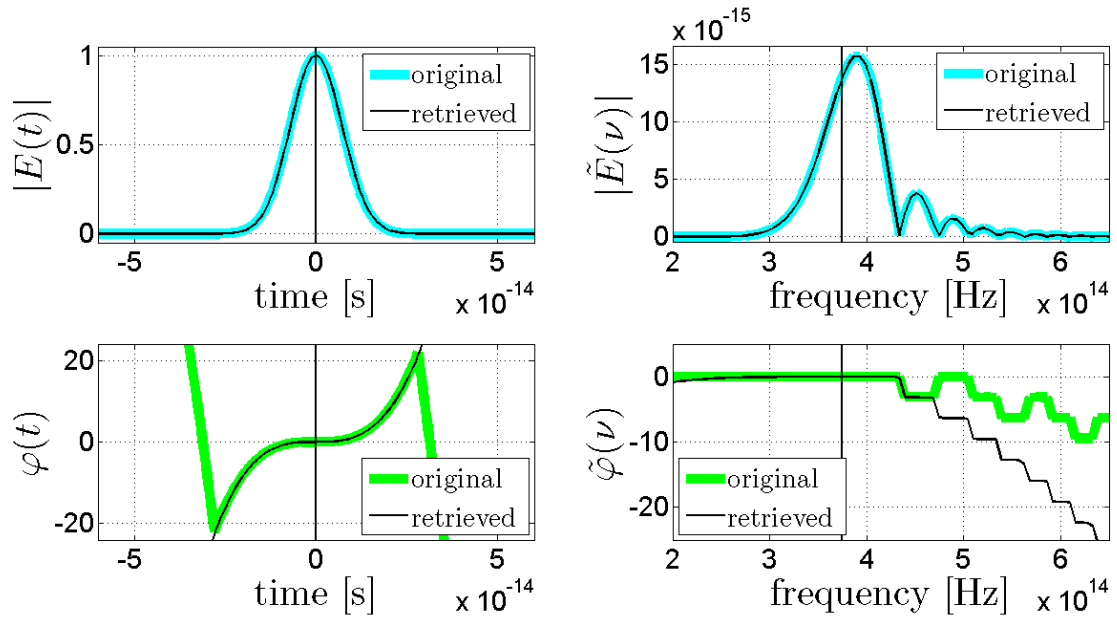 |E(t)|
1
0.5
0
-5 0 5
time [s]
x 10^-14
original
retrieved
x 10^-15
|Ẽ(ν)|
15
10
5
0
2 3 4 5 6
frequency [Hz]
x 10^14
original
retrieved
φ(t)
20
0
-20
-5 0 5
time [s]
x 10^-14
original
retrieved
φ̃(ν)
0
-10
-20
2 3 4 5 6
frequency [Hz]
x 10^14
original
retrieved